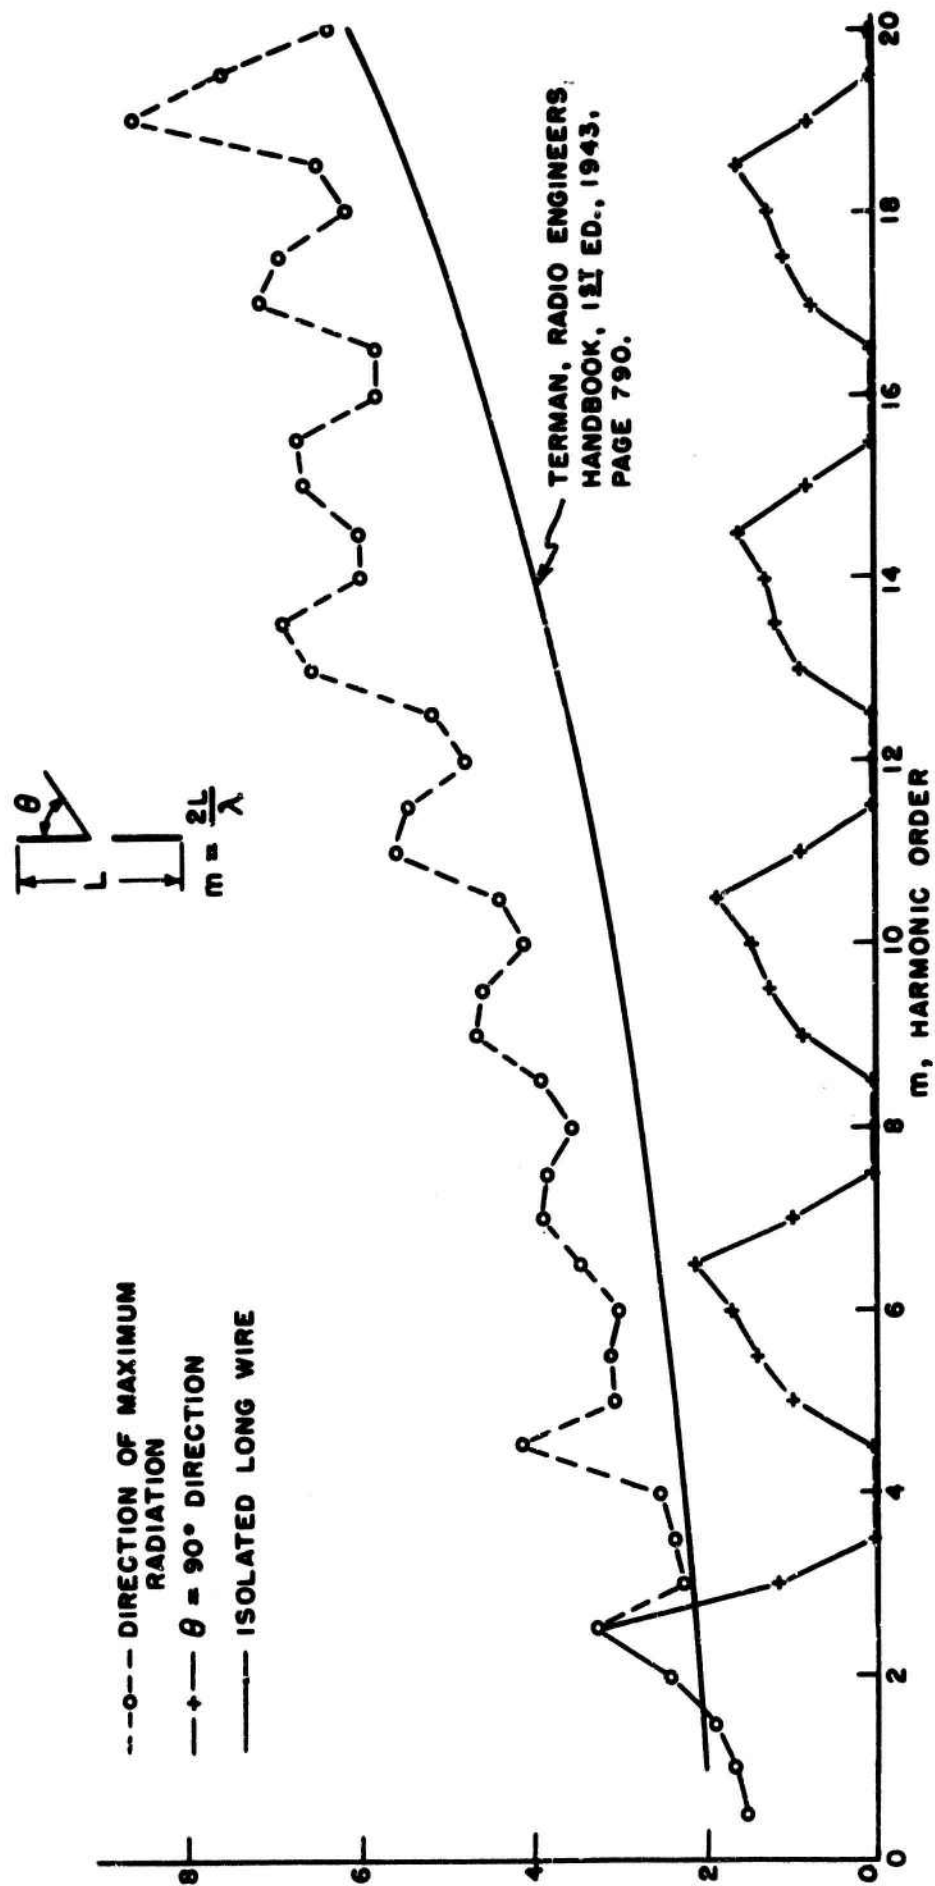 --o-- DIRECTION OF MAXIMUM
RADIATION
—+— θ = 90° DIRECTION
—— ISOLATED LONG WIRE
L
θ
m = 2L/λ
TERMAN, RADIO ENGINEERS
HANDBOOK, 1ST ED., 1943,
PAGE 790.
8
6
4
2
0
0 2 4 6 8 10 12 14 16 18 20
m, HARMONIC ORDER